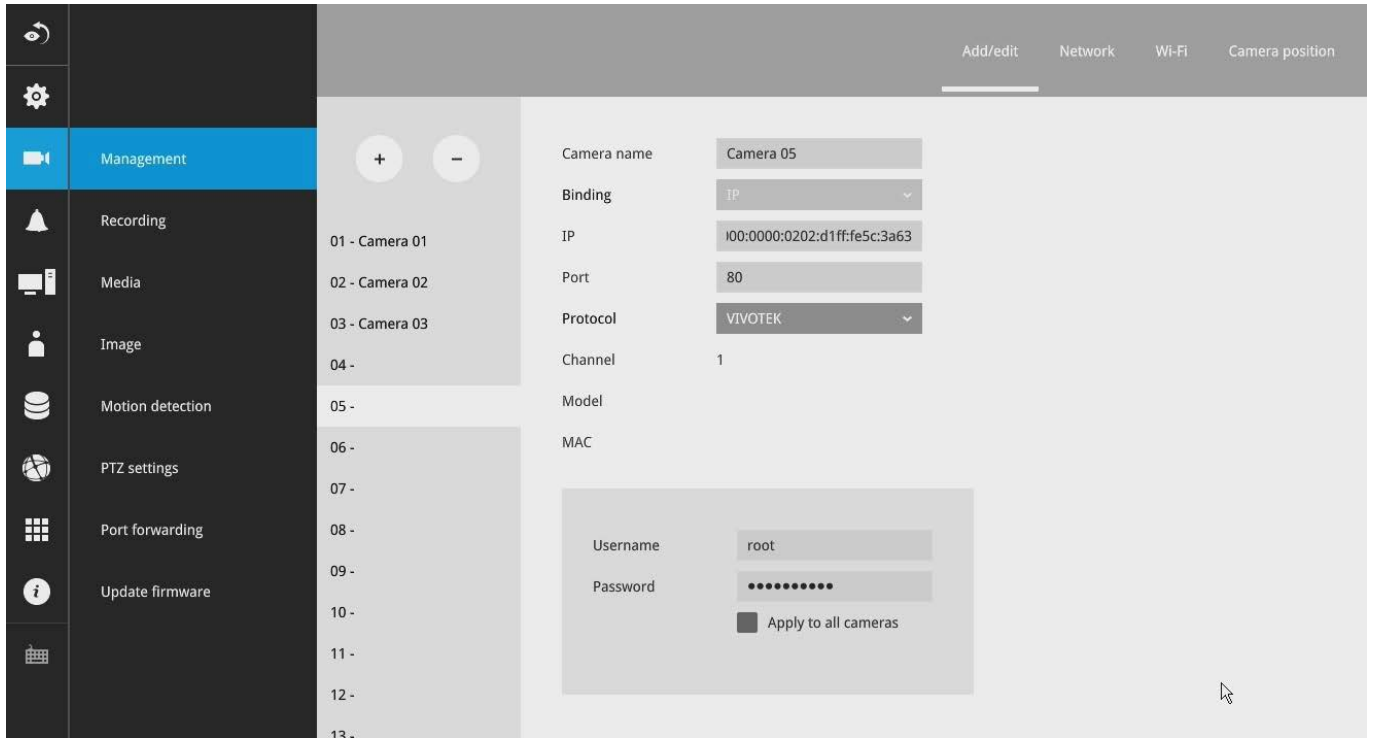 Add/edit Network Wi-Fi Camera position
Management
Recording
Media
Image
Motion detection
PTZ settings
Port forwarding
Update firmware
+ −
01 - Camera 01
02 - Camera 02
03 - Camera 03
04 -
05 -
06 -
07 -
08 -
09 -
10 -
11 -
12 -
13 -
Camera name Camera 05
Binding IP
IP 00:0000:0202:d1ff:fe5c:3a63
Port 80
Protocol VIVOTEK
Channel 1
Model
MAC
Username root
Password ●●●●●●●●●●
Apply to all cameras